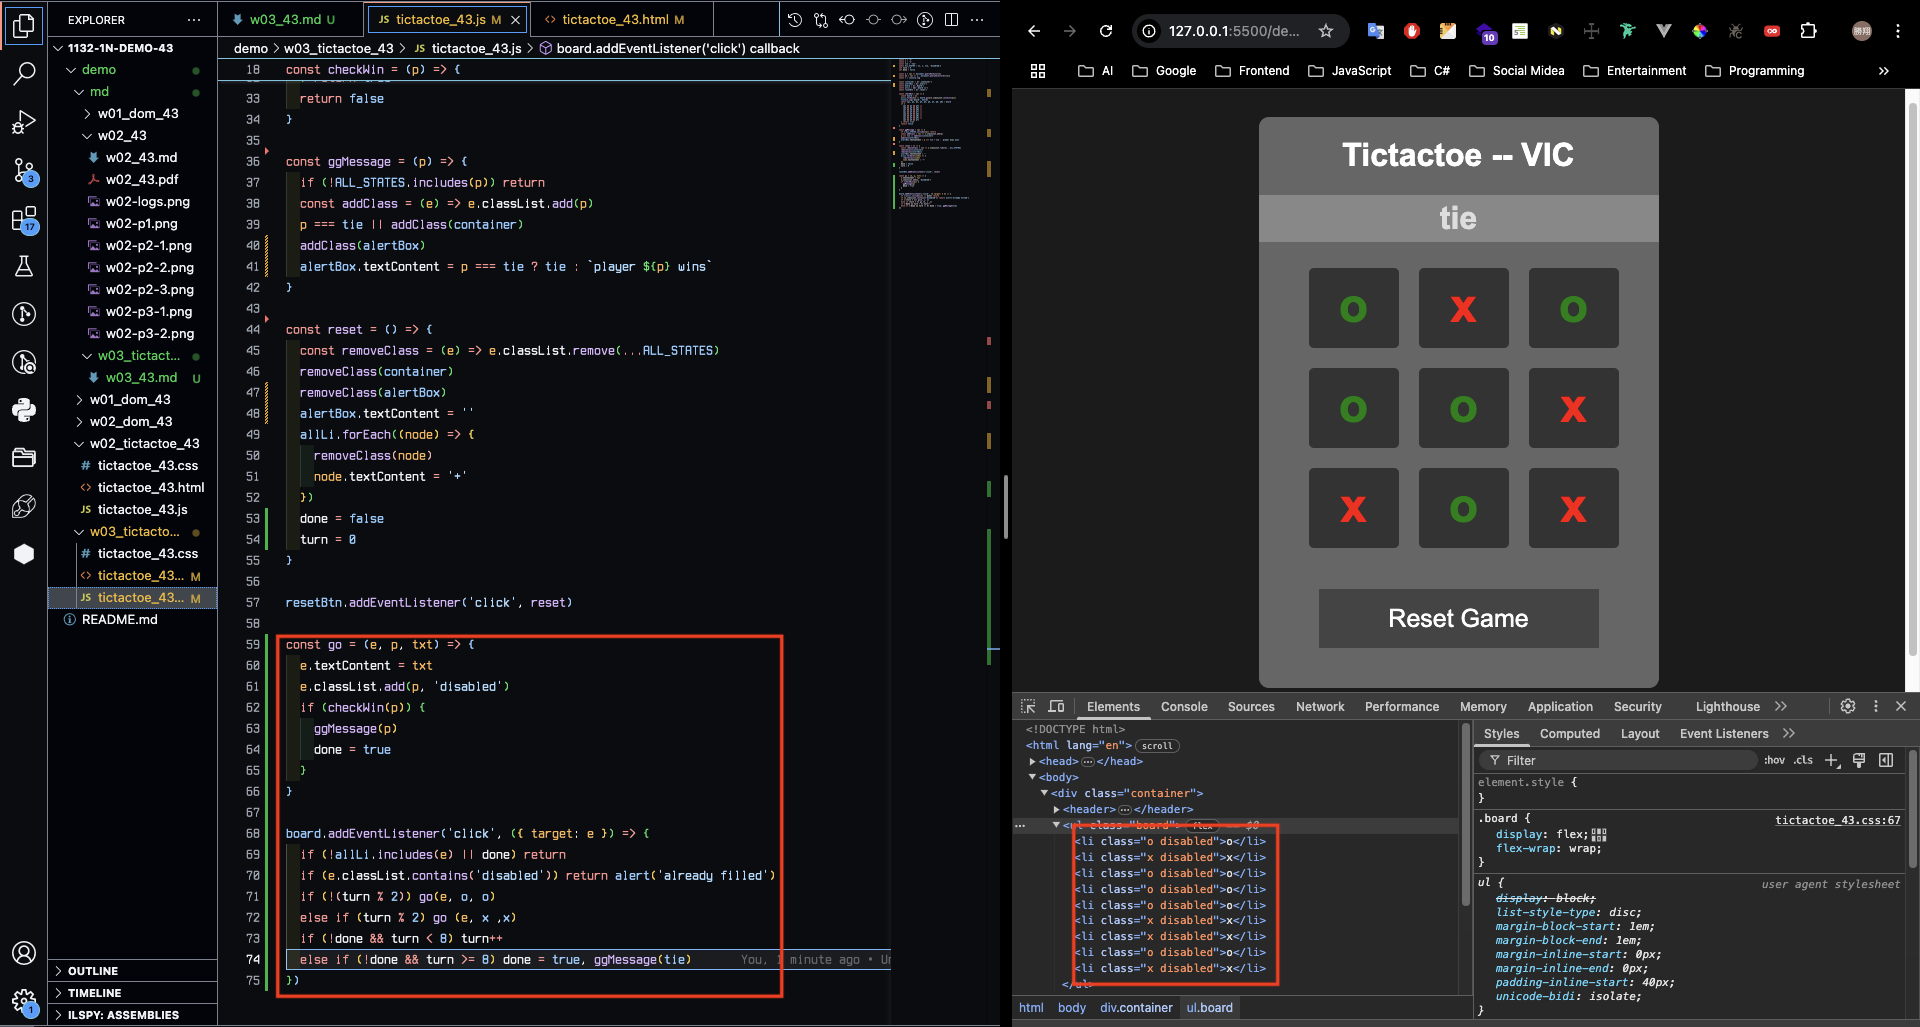 EXPLORER
1132-1N-DEMO-43
demo
md
w01_dom_43
w02_43
w02_43.md
w02_43.pdf
w02-logs.png
w02-p1.png
w02-p2-1.png
w02-p2-2.png
w02-p2-3.png
w02-p3-1.png
w02-p3-2.png
w03_tictact...
w03_43.md U
w01_dom_43
w02_dom_43
w02_tictactoe_43
# tictactoe_43.css
<> tictactoe_43.html
JS tictactoe_43.js
w03_tictacto...
# tictactoe_43.css
<> tictactoe_43... M
JS tictactoe_43... M
README.md
OUTLINE
TIMELINE
ILSPY: ASSEMBLIES
3
17
1
w03_43.md U
JS tictactoe_43.js M
<> tictactoe_43.html M
demo > w03_tictactoe_43 > JS tictactoe_43.js > board.addEventListener('click') callback
18 const checkWin = (p) => {
33 return false
34 }
35
36 const ggMessage = (p) => {
37 if (!ALL_STATES.includes(p)) return
38 const addClass = (e) => e.classList.add(p)
39 p === tie || addClass(container)
40 addClass(alertBox)
41 alertBox.textContent = p === tie ? tie : `player ${p} wins`
42 }
43
44 const reset = () => {
45 const removeClass = (e) => e.classList.remove(...ALL_STATES)
46 removeClass(container)
47 removeClass(alertBox)
48 alertBox.textContent = ''
49 allLi.forEach((node) => {
50 removeClass(node)
51 node.textContent = '+'
52 })
53 done = false
54 turn = 0
55 }
56
57 resetBtn.addEventListener('click', reset)
58
59 const go = (e, p, txt) => {
60 e.textContent = txt
61 e.classList.add(p, 'disabled')
62 if (checkWin(p)) {
63 ggMessage(p)
64 done = true
65 }
66 }
67
68 board.addEventListener('click', ({ target: e }) => {
69 if (!allLi.includes(e) || done) return
70 if (e.classList.contains('disabled')) return alert('already filled')
71 if (!(turn % 2)) go(e, o, o)
72 else if (turn % 2) go (e, x ,x)
73 if (!done && turn < 8) turn++
74 else if (!done && turn >= 8) done = true, ggMessage(tie) You, 1 minute ago • Un
75 })
127.0.0.1:5500/de...
10
AI
Google
Frontend
JavaScript
C#
Social Midea
Entertainment
Programming
Tictactoe -- VIC
tie
o x o
o o x
x o x
Reset Game
Elements Console Sources Network Performance Memory Application Security Lighthouse
<!DOCTYPE html>
<html lang="en"> scroll
<head> </head>
<body>
<div class="container">
<header> </header>
<ul class="board"> flex == $0
<li class="o disabled">o</li>
<li class="x disabled">x</li>
<li class="o disabled">o</li>
<li class="o disabled">o</li>
<li class="o disabled">o</li>
<li class="x disabled">x</li>
<li class="x disabled">x</li>
<li class="o disabled">o</li>
<li class="x disabled">x</li>
</ul>
html body div.container ul.board
Styles Computed Layout Event Listeners
Filter :hov .cls
element.style {
}
.board { tictactoe_43.css:67
display: flex;
flex-wrap: wrap;
}
ul { user agent stylesheet
display: block;
list-style-type: disc;
margin-block-start: 1em;
margin-block-end: 1em;
margin-inline-start: 0px;
margin-inline-end: 0px;
padding-inline-start: 40px;
unicode-bidi: isolate;
}